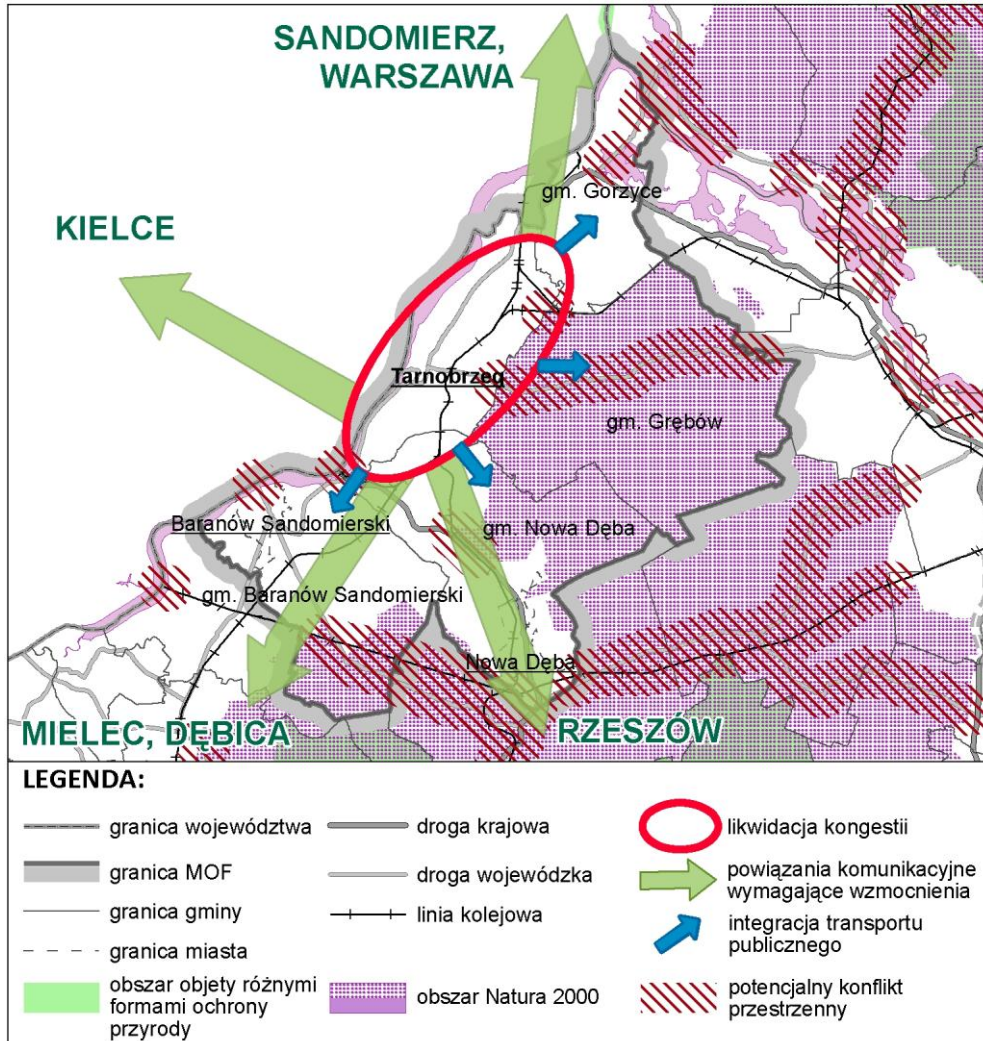 SANDOMIERZ,
WARSZAWA
gm. Gorzyce
KIELCE
Tarnobrzeg
gm. Grębów
Baranów Sandomierski
gm. Nowa Dęba
gm. Baranów Sandomierski
Nowa Dęba
MIELEC, DĘBICA
RZESZÓW
LEGENDA:
granica województwa
granica MOF
granica gminy
granica miasta
obszar objety różnymi
formami ochrony
przyrody
droga krajowa
droga wojewódzka
linia kolejowa
obszar Natura 2000
likwidacja kongestii
powiązania komunikacyjne
wymagające wzmocnienia
integracja transportu
publicznego
potencjalny konflikt
przestrzenny